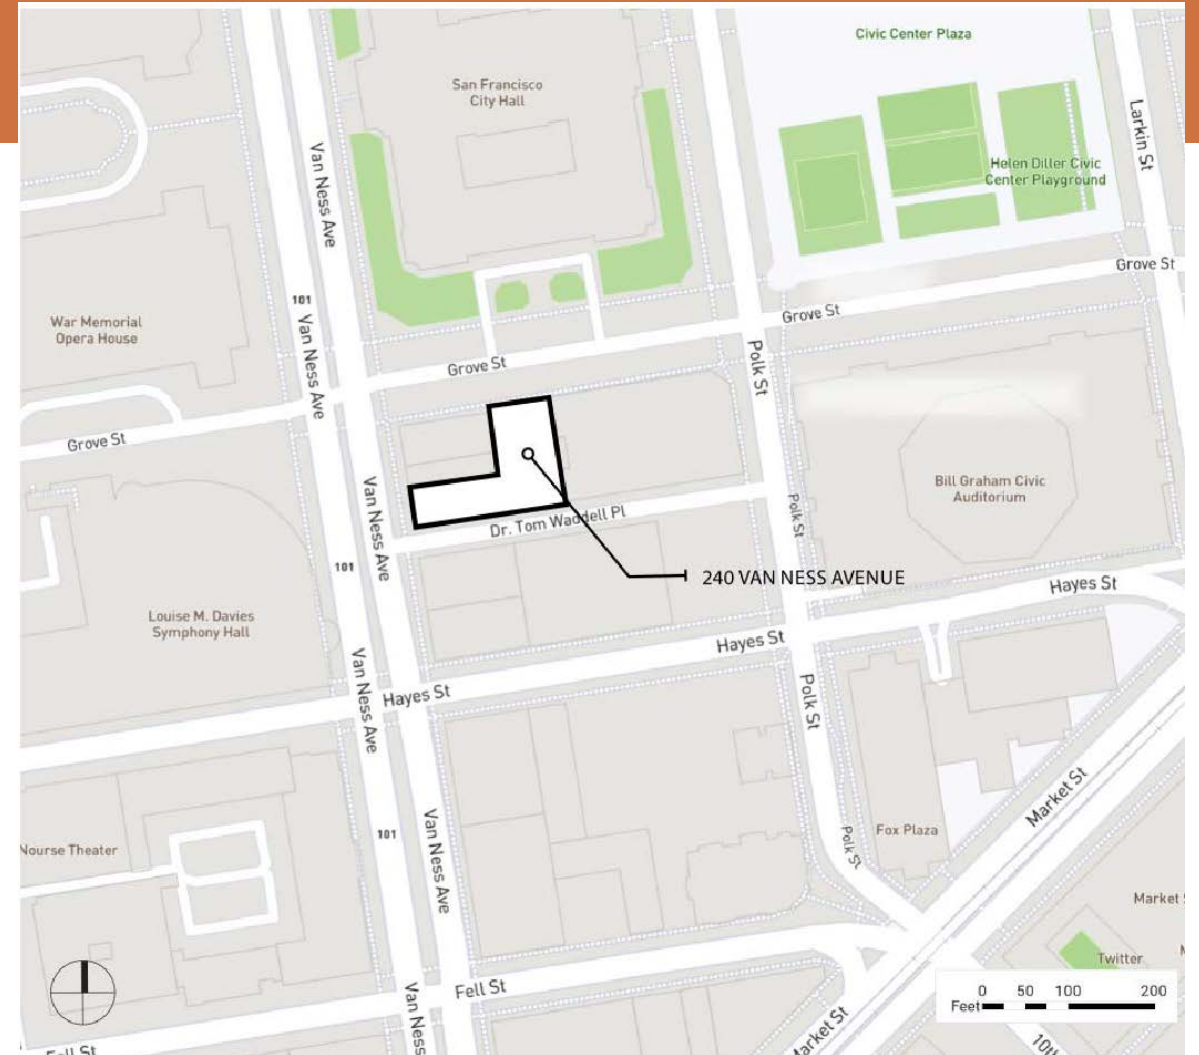 Civic Center Plaza
San Francisco
City Hall
Larkin St
Van Ness Ave
Helen Diller Civic
Center Playground
Grove St
101
War Memorial
Opera House
Van Ness Ave
Grove St
Polk St
Grove St
Grove St
Van Ness Ave
Bill Graham Civic
Auditorium
Polk St
Dr. Tom Waddell Pl
101
240 VAN NESS AVENUE
Hayes St
Louise M. Davies
Symphony Hall
Hayes St
Van Ness Ave
Hayes St
Polk St
Market St
101
Van Ness Ave
Polk St
Fox Plaza
Nourse Theater
Market
Twitter
Fell St
Van Ness
0 50 100 200
Feet
Market St
10th
Fell St